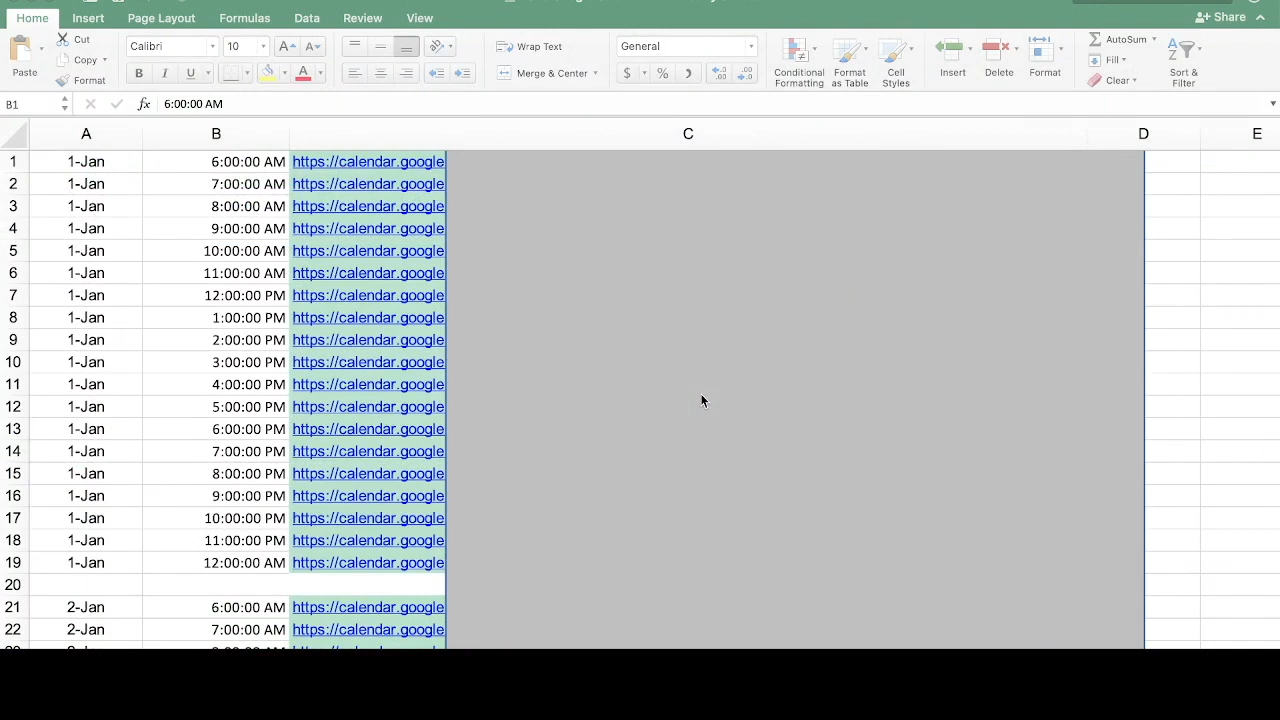 Home Insert Page Layout Formulas Data Review View Share
Cut Calibri 10 Wrap Text General AutoSum
Copy Fill
Paste Format Merge & Center $ % Conditional Formatting Format as Table Cell Styles Insert Delete Format Clear Sort & Filter
B1 fx 6:00:00 AM
A B C D E
1 1-Jan 6:00:00 AM https://calendar.google
2 1-Jan 7:00:00 AM https://calendar.google
3 1-Jan 8:00:00 AM https://calendar.google
4 1-Jan 9:00:00 AM https://calendar.google
5 1-Jan 10:00:00 AM https://calendar.google
6 1-Jan 11:00:00 AM https://calendar.google
7 1-Jan 12:00:00 PM https://calendar.google
8 1-Jan 1:00:00 PM https://calendar.google
9 1-Jan 2:00:00 PM https://calendar.google
10 1-Jan 3:00:00 PM https://calendar.google
11 1-Jan 4:00:00 PM https://calendar.google
12 1-Jan 5:00:00 PM https://calendar.google
13 1-Jan 6:00:00 PM https://calendar.google
14 1-Jan 7:00:00 PM https://calendar.google
15 1-Jan 8:00:00 PM https://calendar.google
16 1-Jan 9:00:00 PM https://calendar.google
17 1-Jan 10:00:00 PM https://calendar.google
18 1-Jan 11:00:00 PM https://calendar.google
19 1-Jan 12:00:00 AM https://calendar.google
20
21 2-Jan 6:00:00 AM https://calendar.google
22 2-Jan 7:00:00 AM https://calendar.google